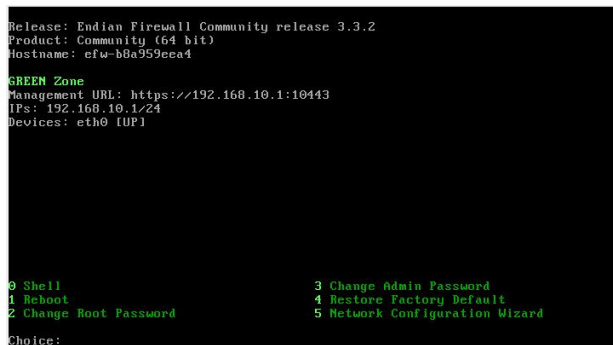 Release: Endian Firewall Community release 3.3.2
Product: Community (64 bit)
Hostname: efw-b8a959eea4
GREEN Zone
Management URL: https://192.168.10.1:10443
IPs: 192.168.10.1/24
Devices: eth0 [UP]
0 Shell 3 Change Admin Password
1 Reboot 4 Restore Factory Default
2 Change Root Password 5 Network Configuration Wizard
Choice: